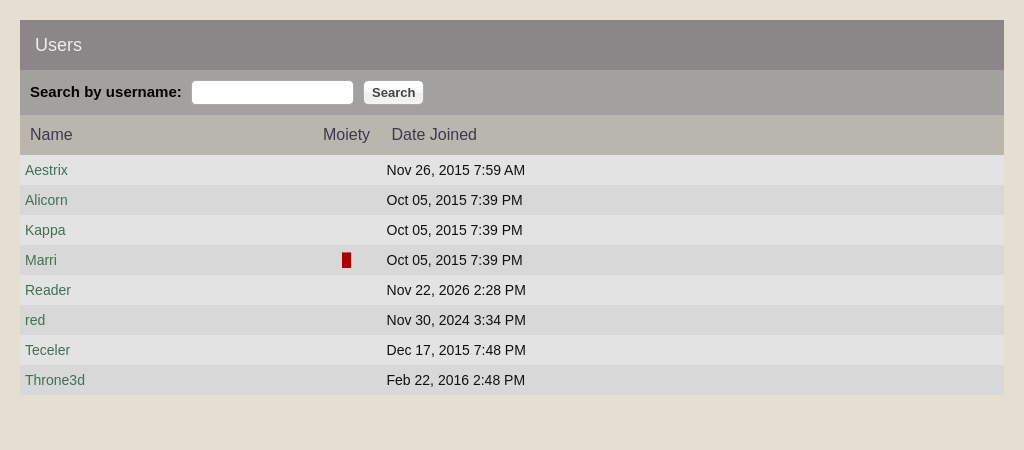 Users
Search by username: Search
Name Moiety Date Joined
Aestrix Nov 26, 2015 7:59 AM
Alicorn Oct 05, 2015 7:39 PM
Kappa Oct 05, 2015 7:39 PM
Marri Oct 05, 2015 7:39 PM
Reader Nov 22, 2026 2:28 PM
red Nov 30, 2024 3:34 PM
Teceler Dec 17, 2015 7:48 PM
Throne3d Feb 22, 2016 2:48 PM